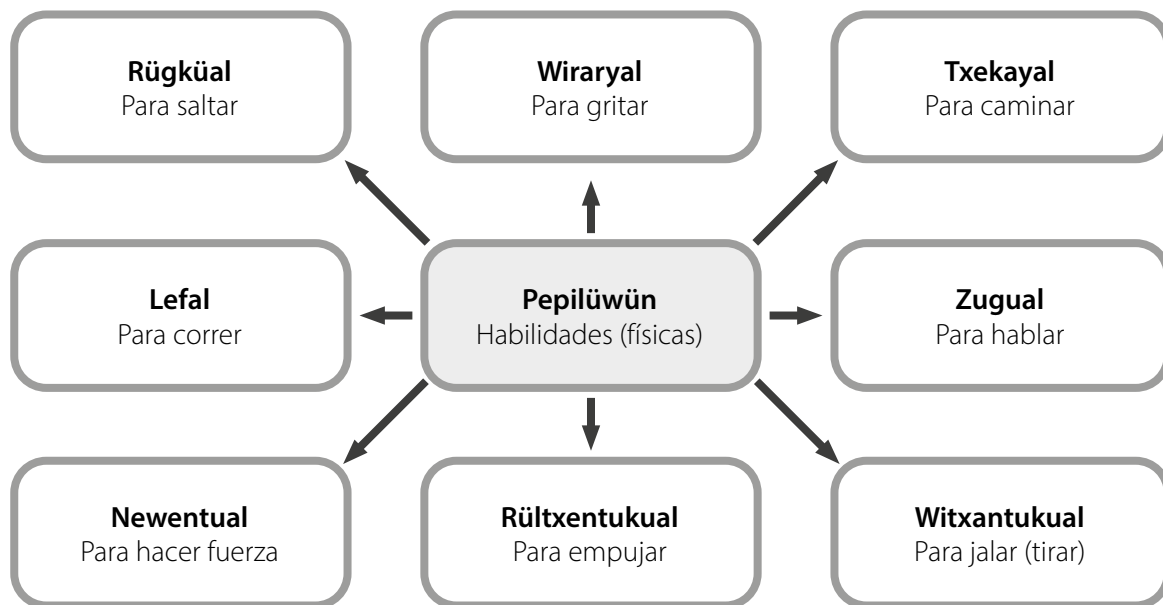 Rügküal
Para saltar
Wiraryal
Para gritar
Txekayal
Para caminar
Lefal
Para correr
Pepilüwün
Habilidades (físicas)
Zugual
Para hablar
Newentual
Para hacer fuerza
Rültxentukual
Para empujar
Witxantukual
Para jalar (tirar)